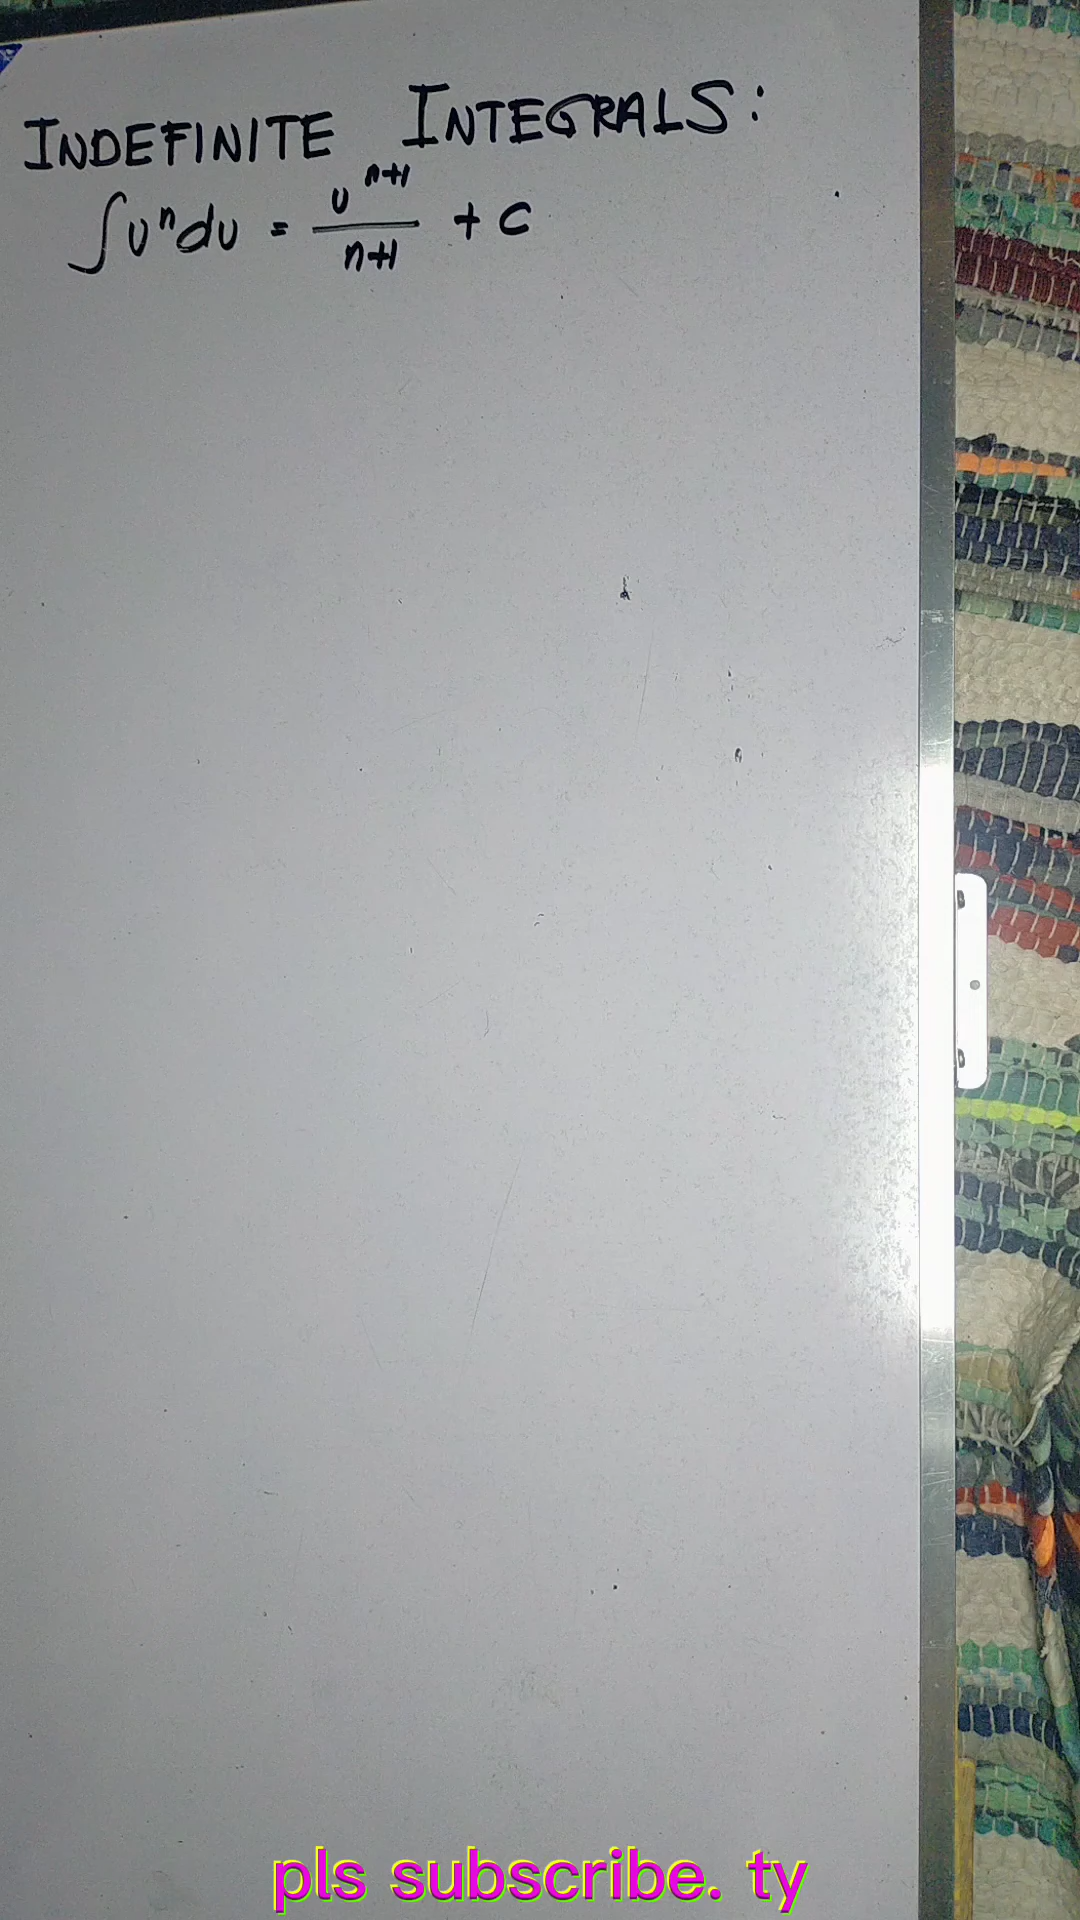 INDEFINITE INTEGRALS:
∫uⁿdu = uⁿ⁺¹/n+1 + C
pls subscribe. ty